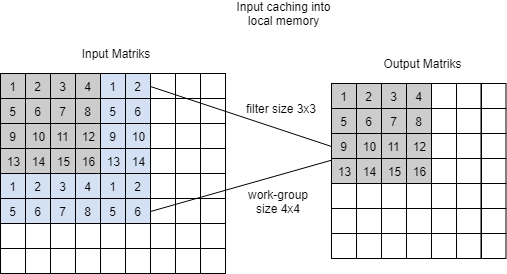 Input caching into
local memory
Input Matriks
Output Matriks
1 2 3 4 1 2
5 6 7 8 5 6
9 10 11 12 9 10
13 14 15 16 13 14
1 2 3 4 1 2
5 6 7 8 5 6
filter size 3x3
work-group
size 4x4
1 2 3 4
5 6 7 8
9 10 11 12
13 14 15 16